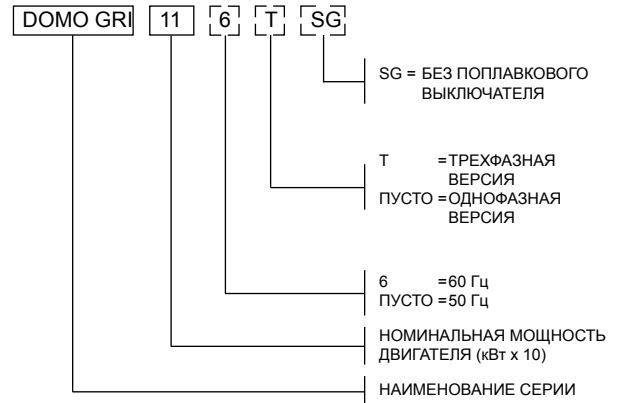 DOMO GRI 11 6 T SG
SG = БЕЗ ПОПЛАВКОВОГО
ВЫКЛЮЧАТЕЛЯ
T =ТРЕХФАЗНАЯ
ВЕРСИЯ
ПУСТО =ОДНОФАЗНАЯ
ВЕРСИЯ
6 =60 Гц
ПУСТО =50 Гц
НОМИНАЛЬНАЯ МОЩНОСТЬ
ДВИГАТЕЛЯ (кВт x 10)
НАИМЕНОВАНИЕ СЕРИИ